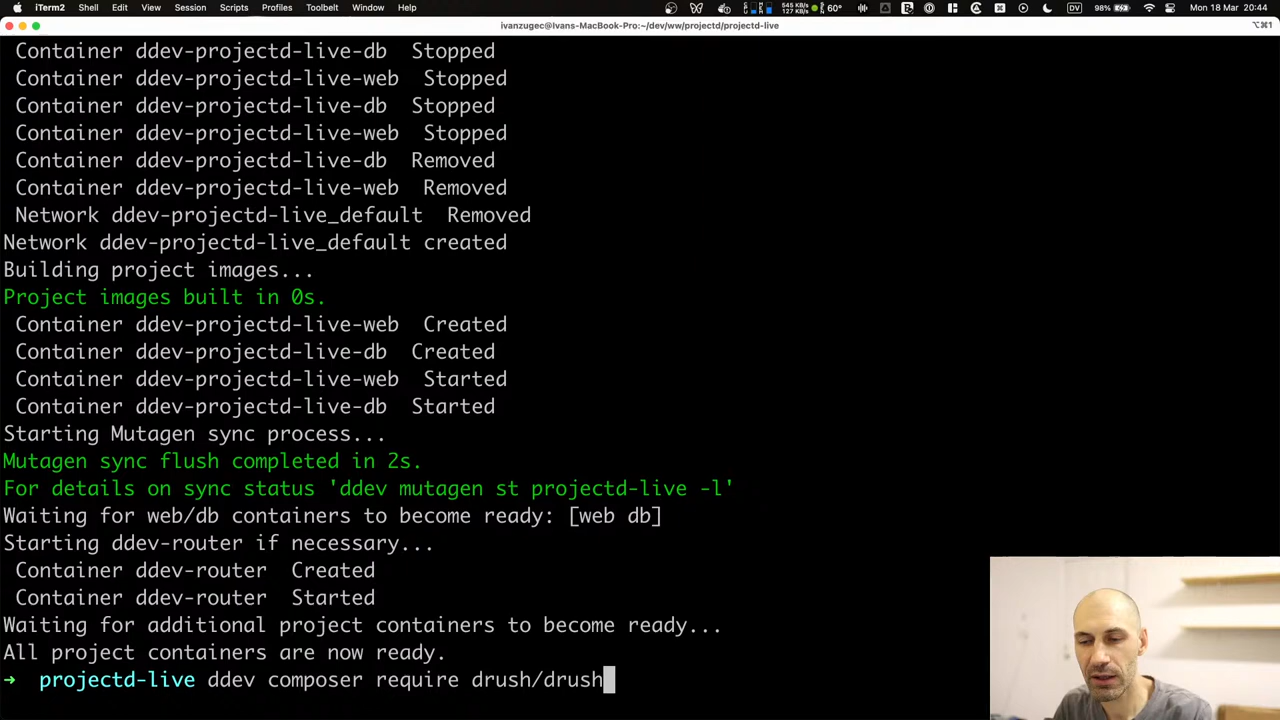 iTerm2 Shell Edit View Session Scripts Profiles Toolbelt Window Help 545 KB/s 127 KB/s 60° DV 98% Mon 18 Mar 20:44
ivanzugec@Ivans-MacBook-Pro:~/dev/ww/projectd/projectd-live ⌥⌘1
Container ddev-projectd-live-db Stopped
Container ddev-projectd-live-web Stopped
Container ddev-projectd-live-db Stopped
Container ddev-projectd-live-web Stopped
Container ddev-projectd-live-db Removed
Container ddev-projectd-live-web Removed
Network ddev-projectd-live_default Removed
Network ddev-projectd-live_default created
Building project images...
Project images built in 0s.
Container ddev-projectd-live-web Created
Container ddev-projectd-live-db Created
Container ddev-projectd-live-web Started
Container ddev-projectd-live-db Started
Starting Mutagen sync process...
Mutagen sync flush completed in 2s.
For details on sync status 'ddev mutagen st projectd-live -l'
Waiting for web/db containers to become ready: [web db]
Starting ddev-router if necessary...
Container ddev-router Created
Container ddev-router Started
Waiting for additional project containers to become ready...
All project containers are now ready.
→ projectd-live ddev composer require drush/drush